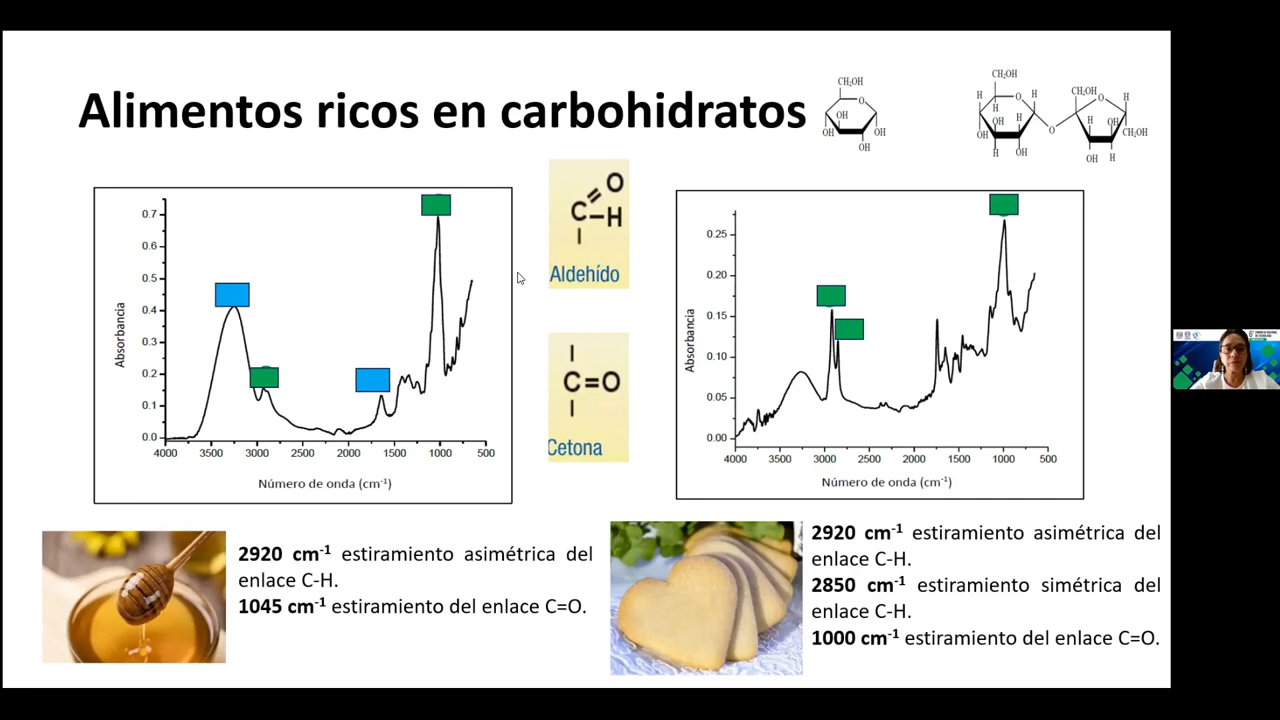 Alimentos ricos en carbohidratos
CH₂OH
O
OH
OH
OH
OH
CH₂OH
H
O
H
H
OH
H
OH
H
OH
O
CH₂OH
O
H
H
OH
CH₂OH
OH
H
Absorbancia
0.7
0.6
0.5
0.4
0.3
0.2
0.1
0.0
4000 3500 3000 2500 2000 1500 1000 500
Número de onda (cm⁻¹)
O
C
H
Aldehído
C=O
Cetona
Absorbancia
0.25
0.20
0.15
0.10
0.05
0.00
4000 3500 3000 2500 2000 1500 1000 500
Número de onda (cm⁻¹)
2920 cm⁻¹ estiramiento asimétrica del
enlace C-H.
1045 cm⁻¹ estiramiento del enlace C=O.
2920 cm⁻¹ estiramiento asimétrica del
enlace C-H.
2850 cm⁻¹ estiramiento simétrica del
enlace C-H.
1000 cm⁻¹ estiramiento del enlace C=O.